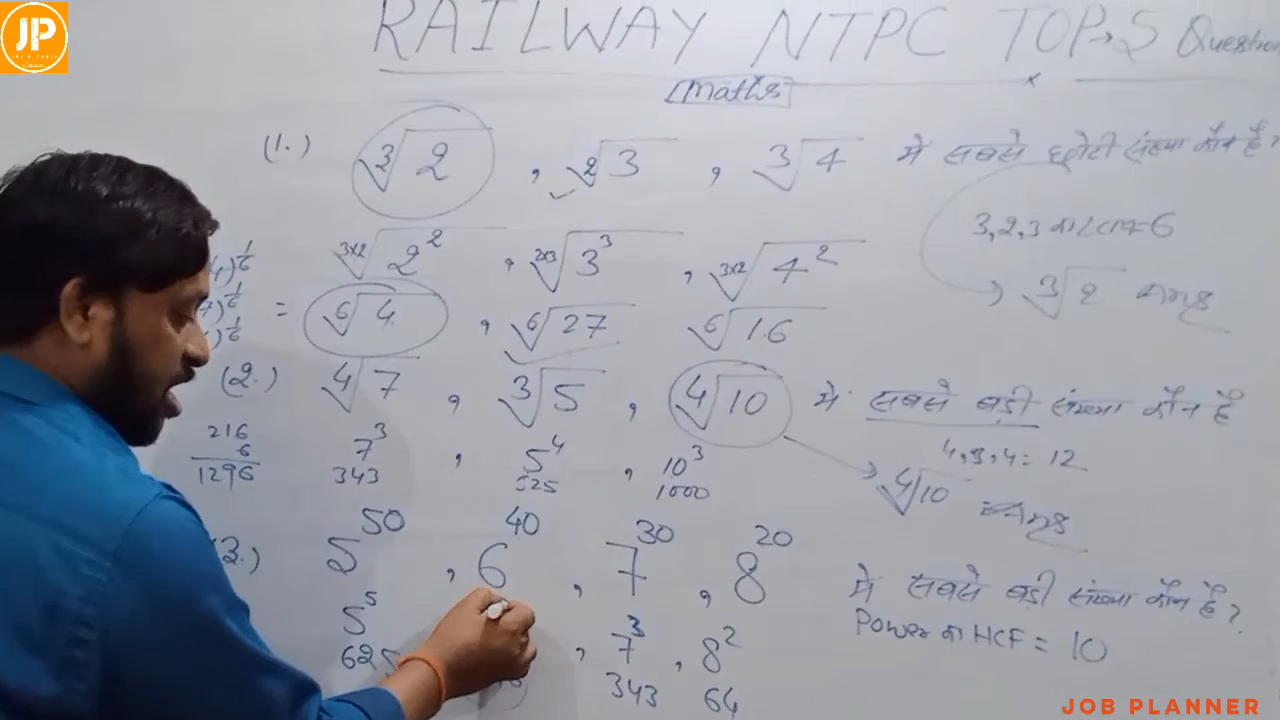 JP
RAILWAY NTPC TOP 5 Question
Maths
(1.) ∛2 , ²√3 , ∛4 में सबसे छोटी संख्या कौन है?
3,2,3 का LCM = 6
³ˣ²√2² , ²ˣ³√3³ , ³ˣ²√4²
∛2 Ans
= ⁶√4 , ⁶√27 ⁶√16
(2.) ∜7 , ∛5 , ∜10 में सबसे बड़ी संख्या कौन है
216
6
1296
7³ , 5⁴ , 10³
343 625 1000
4,3,4 = 12
∜10 Ans
(3.) 5⁵⁰ , 6⁴⁰ , 7³⁰ , 8²⁰ में सबसे बड़ी संख्या कौन है?
Power का HCF = 10
5⁵ , 7³ , 8²
625 343 64
JOB PLANNER